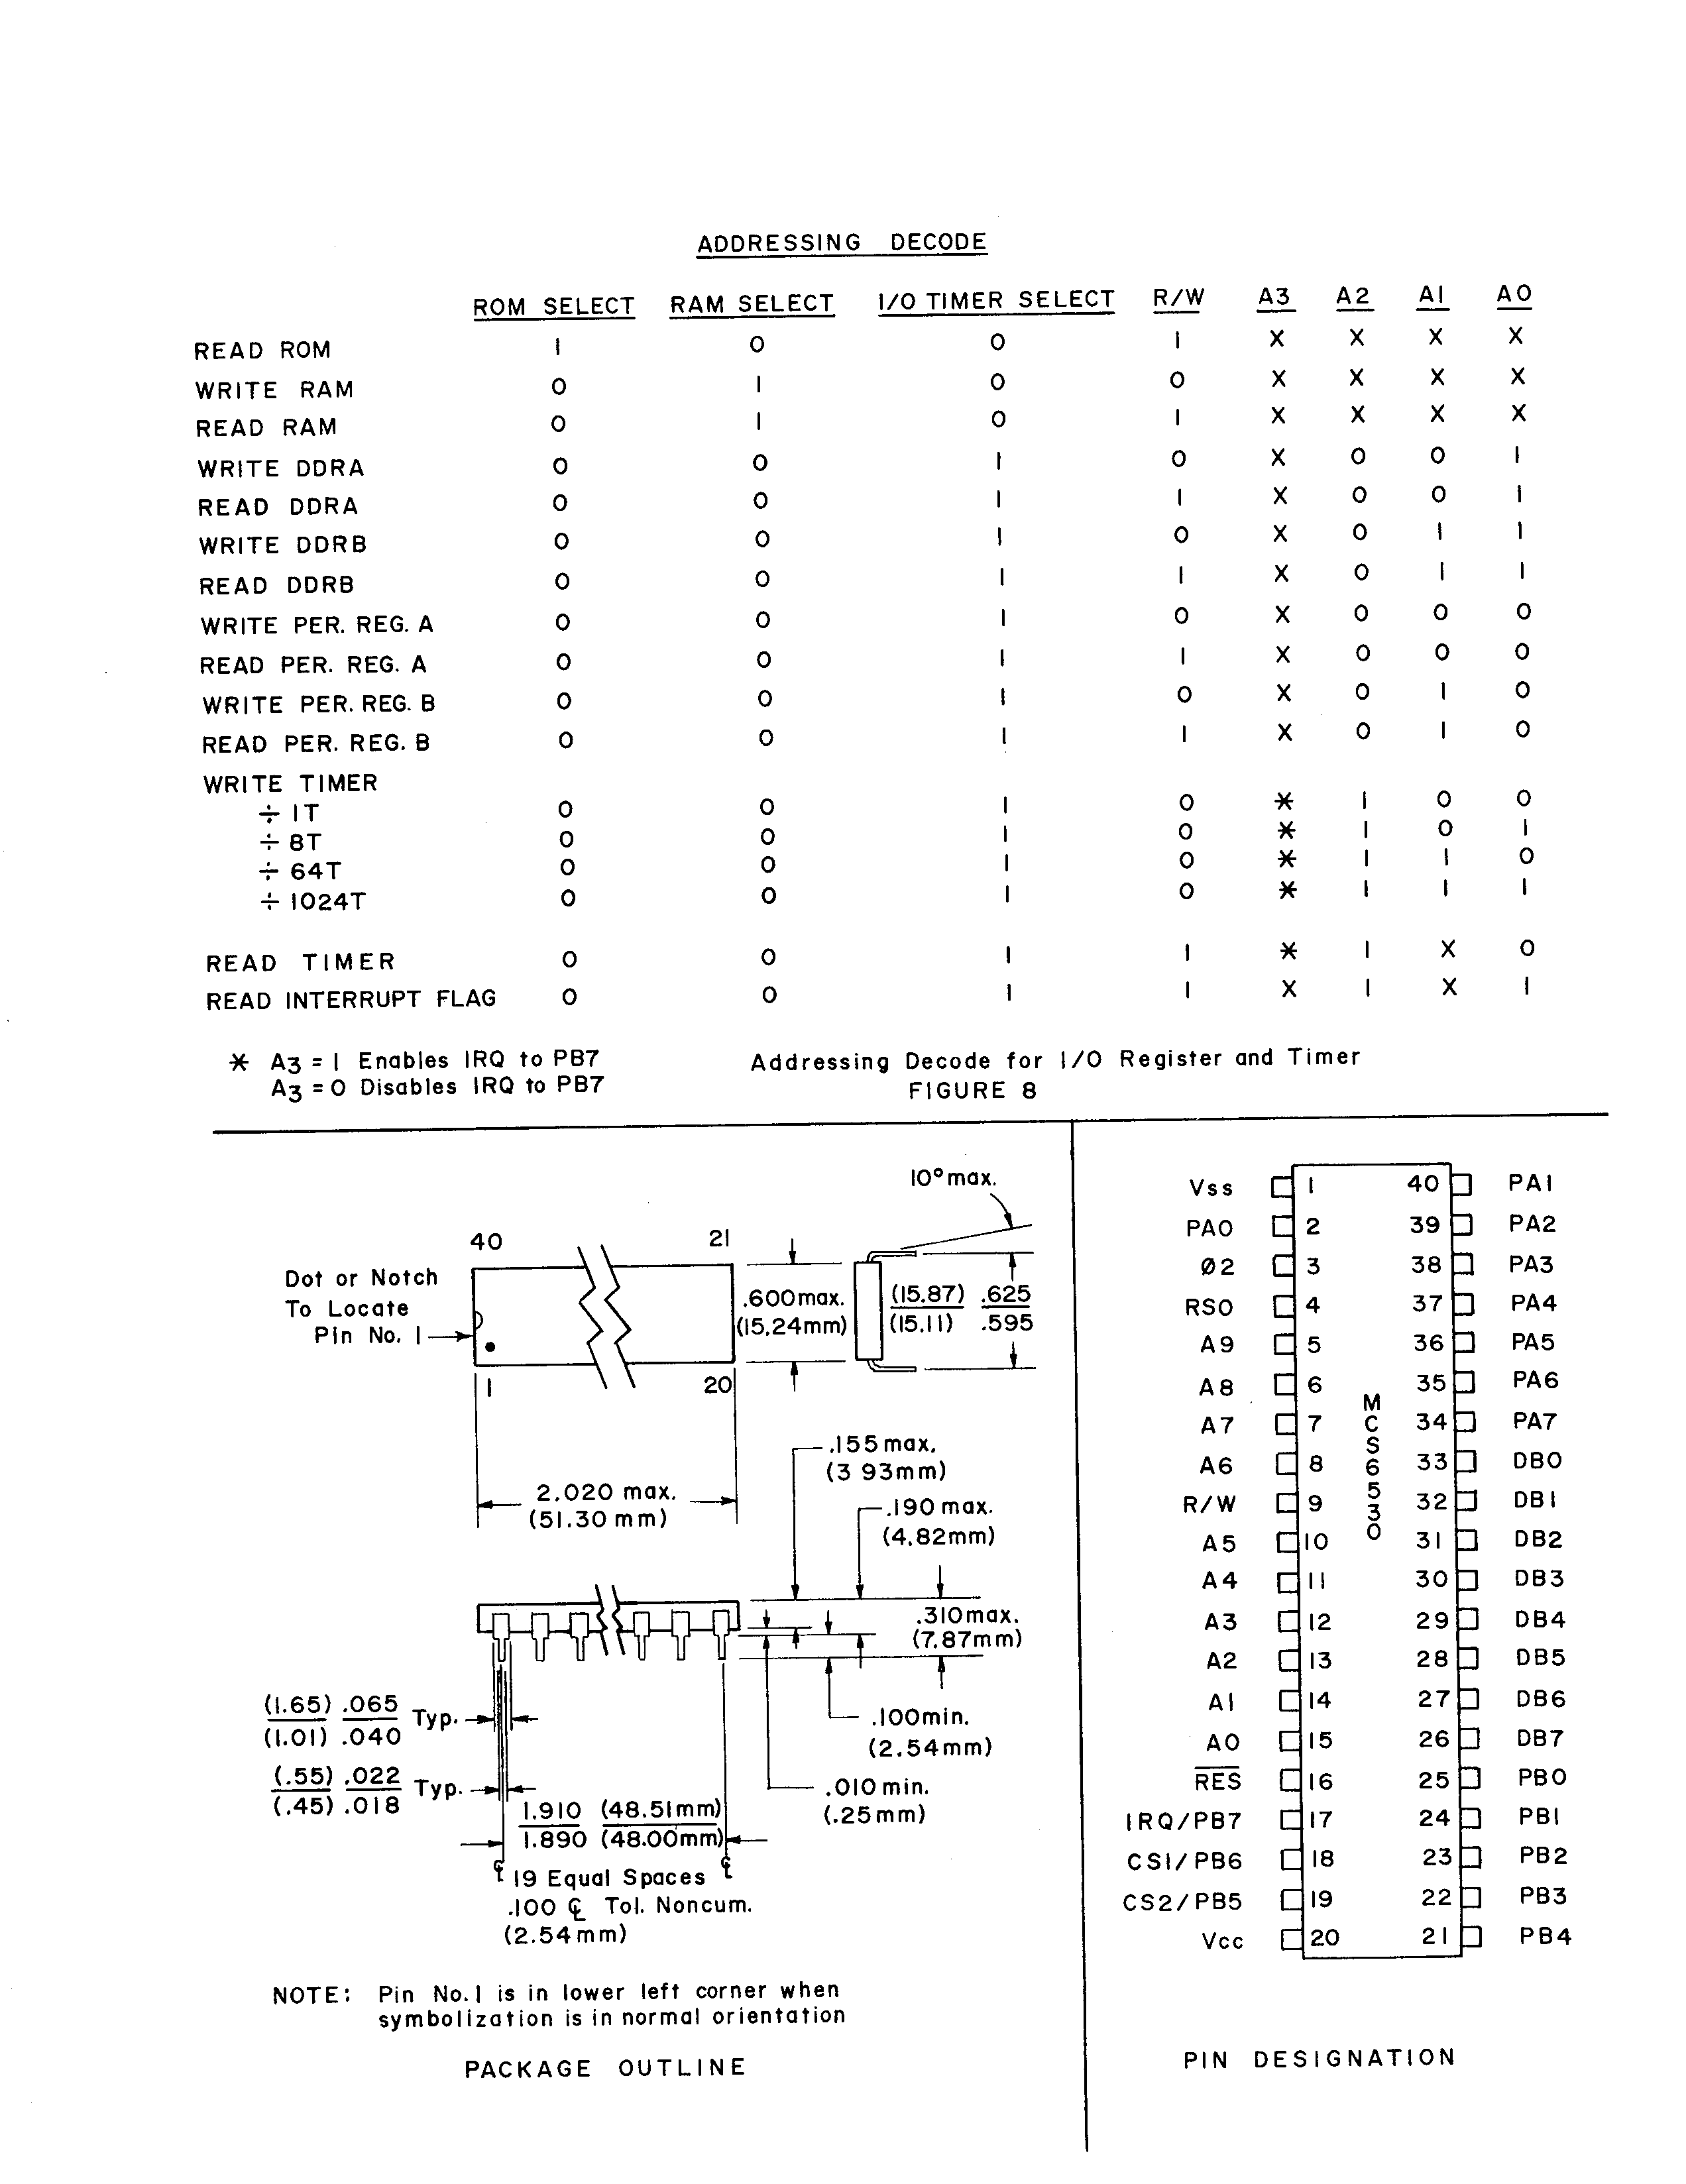 ADDRESSING DECODE
ROM SELECT RAM SELECT I/O TIMER SELECT R/W A3 A2 A1 A0
READ ROM 1 0 0 1 X X X X
WRITE RAM 0 1 0 0 X X X X
READ RAM 0 1 0 1 X X X X
WRITE DDRA 0 0 1 0 X 0 0 1
READ DDRA 0 0 1 1 X 0 0 1
WRITE DDRB 0 0 1 0 X 0 1 1
READ DDRB 0 0 1 1 X 0 1 1
WRITE PER. REG. A 0 0 1 0 X 0 0 0
READ PER. REG. A 0 0 1 1 X 0 0 0
WRITE PER. REG. B 0 0 1 0 X 0 1 0
READ PER. REG. B 0 0 1 1 X 0 1 0
WRITE TIMER
÷ 1T 0 0 1 0 * 1 0 0
÷ 8T 0 0 1 0 * 1 0 1
÷ 64T 0 0 1 0 * 1 1 0
÷ 1024T 0 0 1 0 * 1 1 1
READ TIMER 0 0 1 1 * 1 X 0
READ INTERRUPT FLAG 0 0 1 1 X 1 X 1
* A3 = 1 Enables IRQ to PB7
A3 = 0 Disables IRQ to PB7
Addressing Decode for I/O Register and Timer
FIGURE 8
10° max.
40 21
Dot or Notch
To Locate
Pin No. 1
1 20
.600 max.
(15.24mm)
(15.87) .625
(15.11) .595
2.020 max.
(51.30 mm)
.155 max.
(3 93mm)
.190 max.
(4.82mm)
.310 max.
(7.87mm)
.100 min.
(2.54mm)
.010 min.
(.25mm)
(1.65) .065
(1.01) .040
Typ.
(.55) .022
(.45) .018
Typ.
1.910 (48.51mm)
1.890 (48.00mm)
℄ 19 Equal Spaces ℄
.100 ℄ Tol. Noncum.
(2.54mm)
NOTE: Pin No. 1 is in lower left corner when
symbolization is in normal orientation
PACKAGE OUTLINE
Vss 1 40 PA1
PA0 2 39 PA2
Ø2 3 38 PA3
RS0 4 37 PA4
A9 5 36 PA5
A8 6 35 PA6
A7 7 34 PA7
A6 8 33 DB0
R/W 9 32 DB1
A5 10 31 DB2
A4 11 30 DB3
A3 12 29 DB4
A2 13 28 DB5
A1 14 27 DB6
A0 15 26 DB7
RES 16 25 PB0
IRQ/PB7 17 24 PB1
CS1/PB6 18 23 PB2
CS2/PB5 19 22 PB3
Vcc 20 21 PB4
MCS6530
PIN DESIGNATION